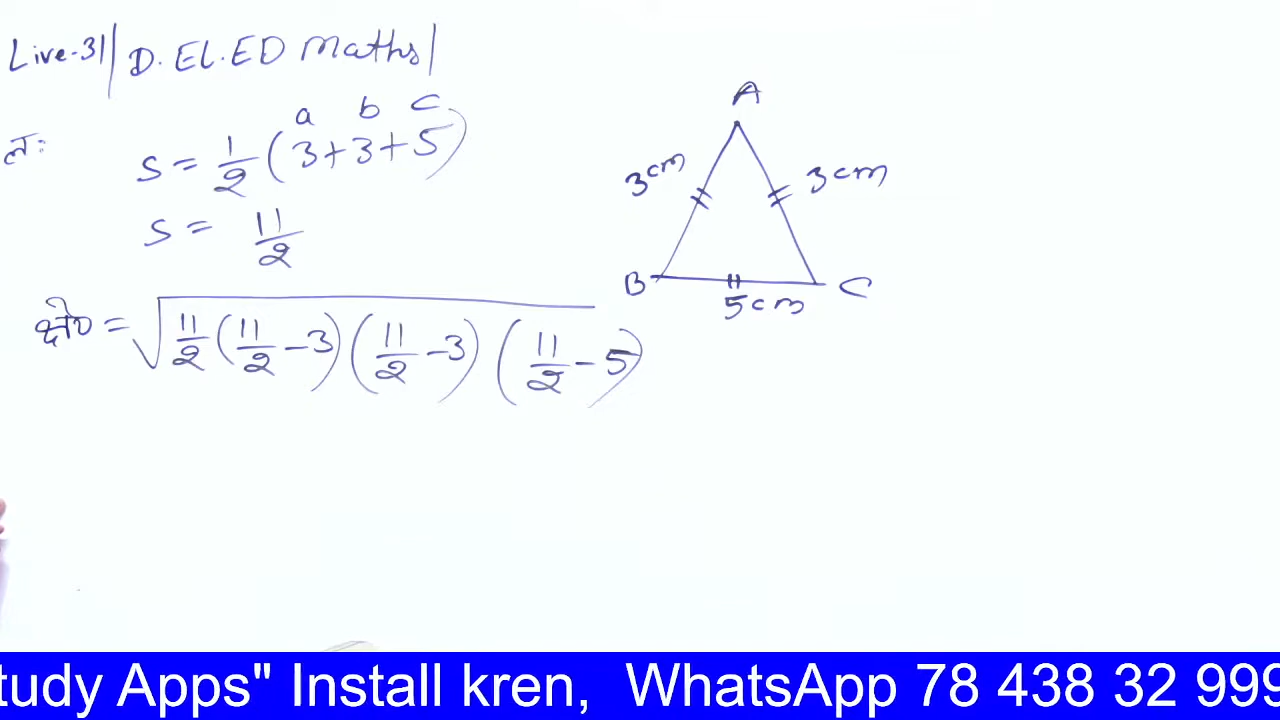 Live-31| D.EL.ED Maths|
a b c
S = 1/2 (3+3+5)
S = 11/2
क्षे० = √11/2 (11/2 -3) (11/2 -3) (11/2 -5)
A
3cm 3cm
B C
5cm
tudy Apps" Install kren, WhatsApp 78 438 32 999